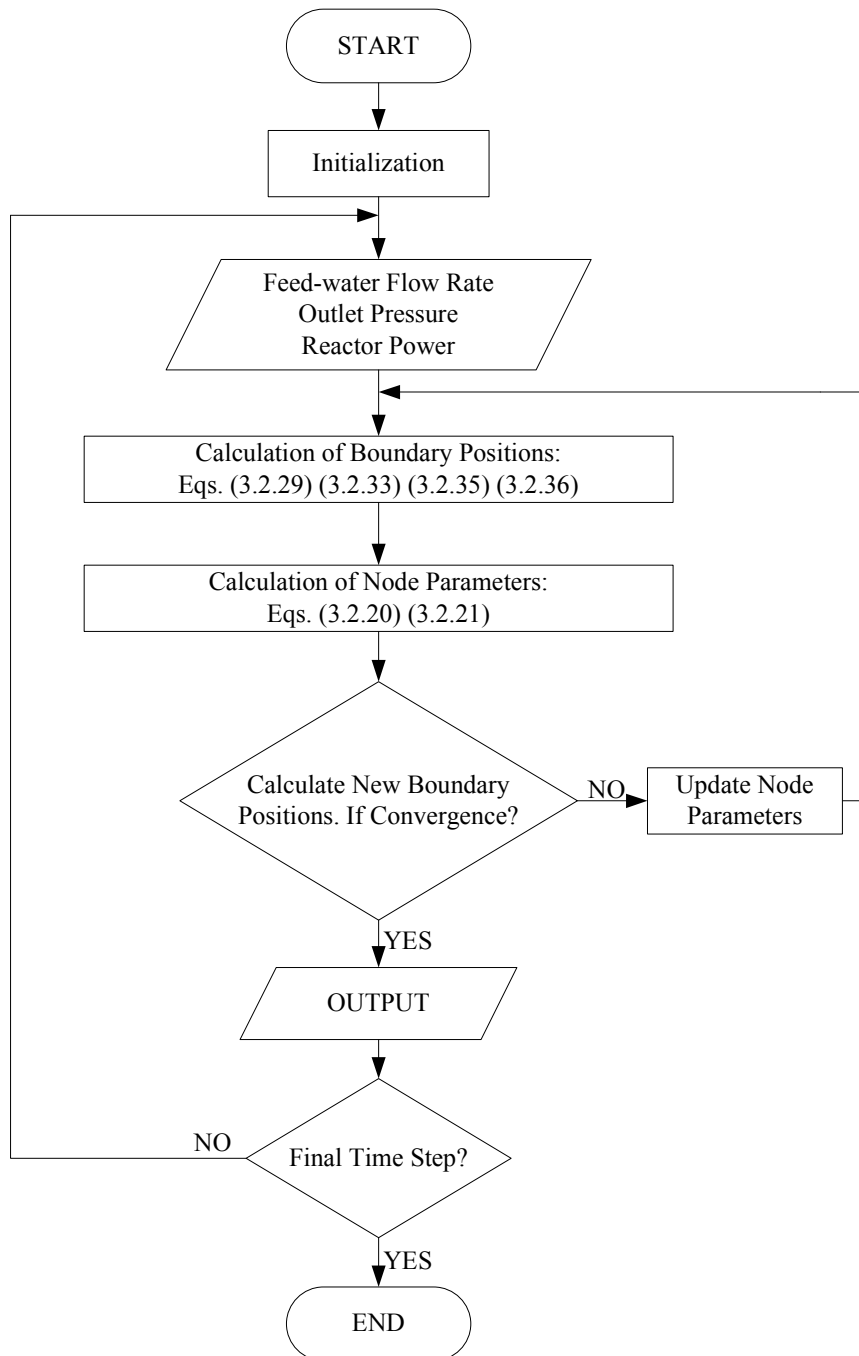 START
Initialization
Feed-water Flow Rate
Outlet Pressure
Reactor Power
Calculation of Boundary Positions:
Eqs. (3.2.29) (3.2.33) (3.2.35) (3.2.36)
Calculation of Node Parameters:
Eqs. (3.2.20) (3.2.21)
Calculate New Boundary
Positions. If Convergence?
NO
Update Node
Parameters
YES
OUTPUT
NO
Final Time Step?
YES
END